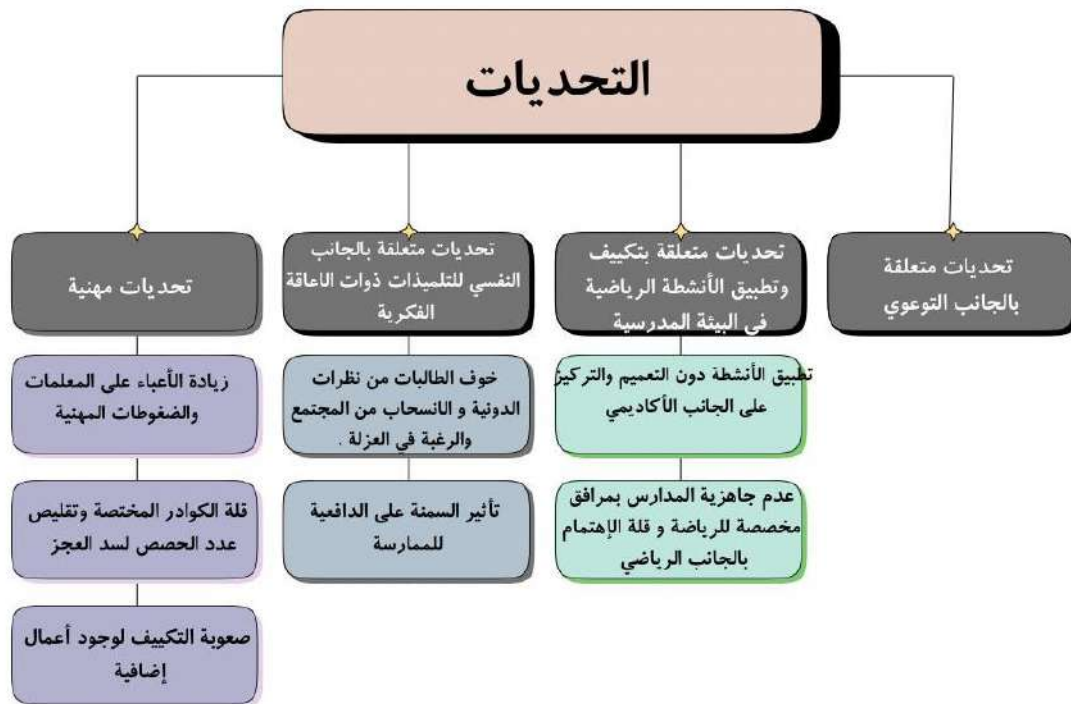 التحديات
تحديات متعلقة
بالجانب التوعوي
تحديات متعلقة بتكييف
وتطبيق الأنشطة الرياضية
في البيئة المدرسية
تطبيق الأنشطة دون التعميم والتركيز
على الجانب الأكاديمي
عدم جاهزية المدارس بمرافق
مخصصة للرياضة و قلة الإهتمام
بالجانب الرياضي
تحديات متعلقة بالجانب
النفسي للتلميذات ذوات الاعاقة
الفكرية
خوف الطالبات من نظرات
الدونية و الانسحاب من المجتمع
والرغبة في العزلة .
تأثير السمنة على الدافعية
للممارسة
تحديات مهنية
زيادة الأعباء على المعلمات
والضغوطات المهنية
قلة الكوادر المختصة وتقليص
عدد الحصص لسد العجز
صعوبة التكييف لوجود أعمال
إضافية